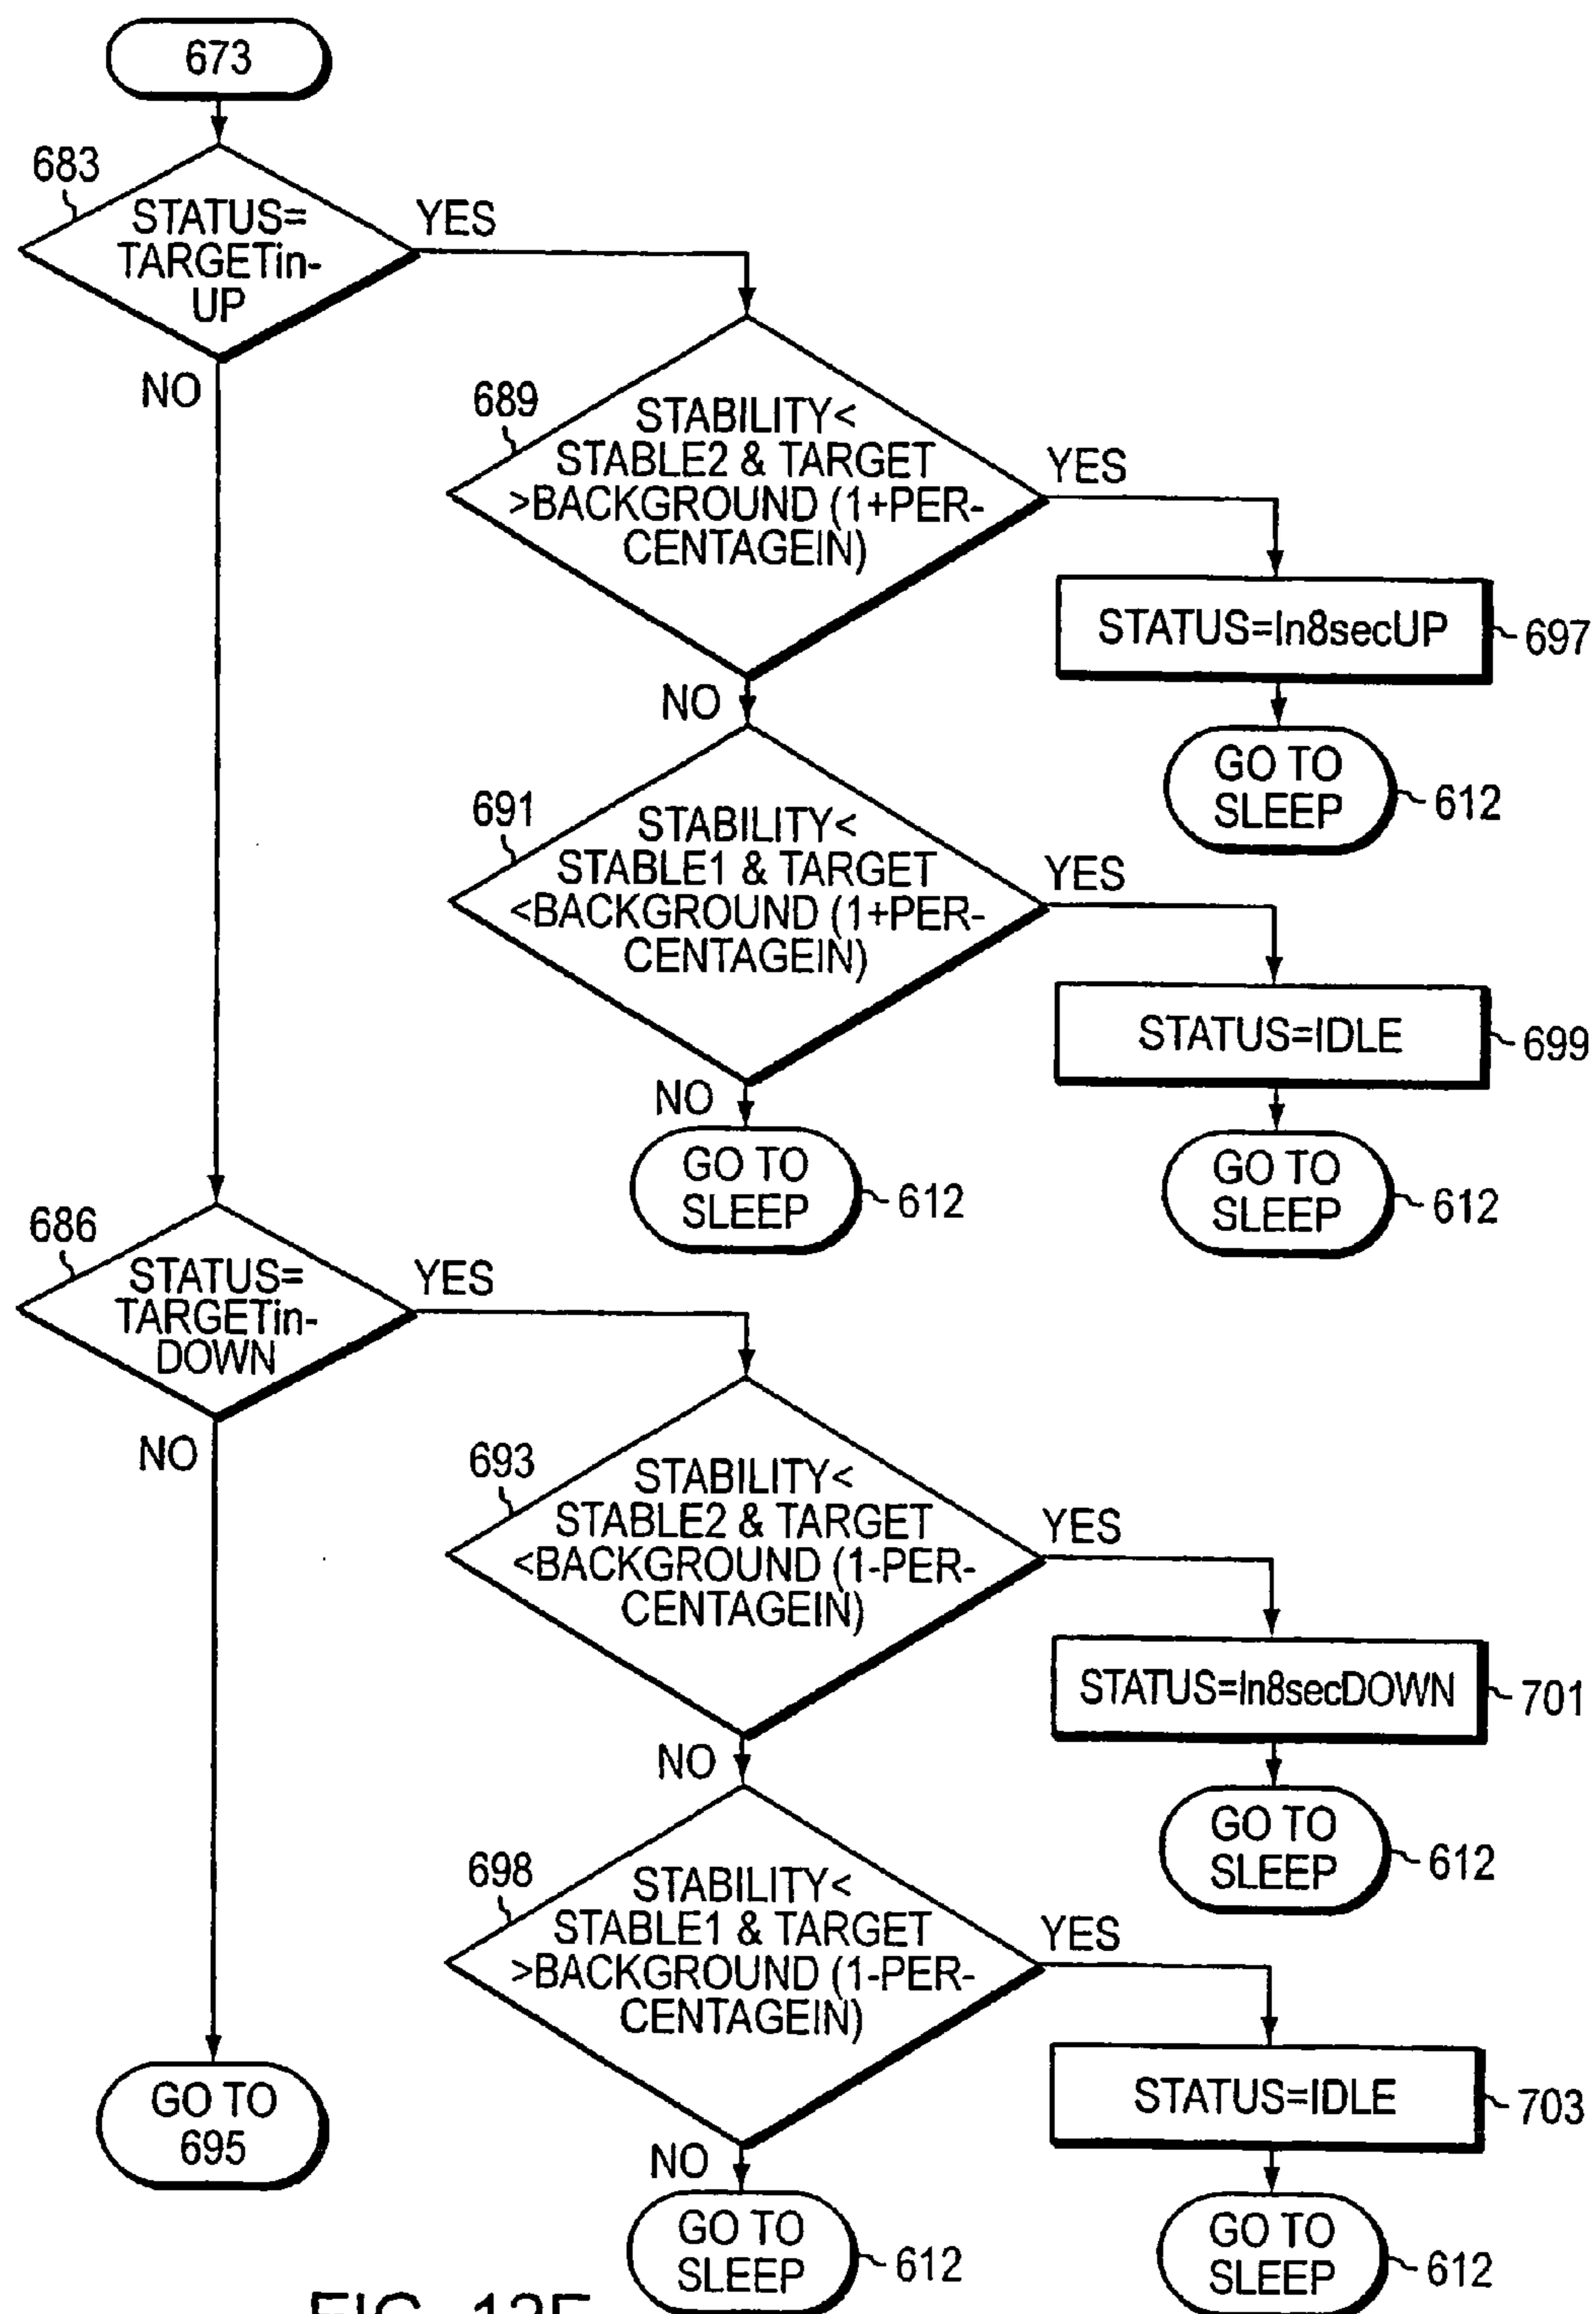 673
683
STATUS=
TARGETin-
UP
YES
NO
689
STABILITY<
STABLE2 & TARGET
>BACKGROUND (1+PER-
CENTAGEIN)
YES
STATUS=In8secUP
697
NO
GO TO
SLEEP
612
691
STABILITY<
STABLE1 & TARGET
<BACKGROUND (1+PER-
CENTAGEIN)
YES
STATUS=IDLE
699
NO
GO TO
SLEEP
612
GO TO
SLEEP
612
686
STATUS=
TARGETin-
DOWN
YES
NO
693
STABILITY<
STABLE2 & TARGET
<BACKGROUND (1-PER-
CENTAGEIN)
YES
STATUS=In8secDOWN
701
NO
GO TO
SLEEP
612
698
STABILITY<
STABLE1 & TARGET
>BACKGROUND (1-PER-
CENTAGEIN)
YES
STATUS=IDLE
703
GO TO
695
NO
GO TO
SLEEP
612
GO TO
SLEEP
612